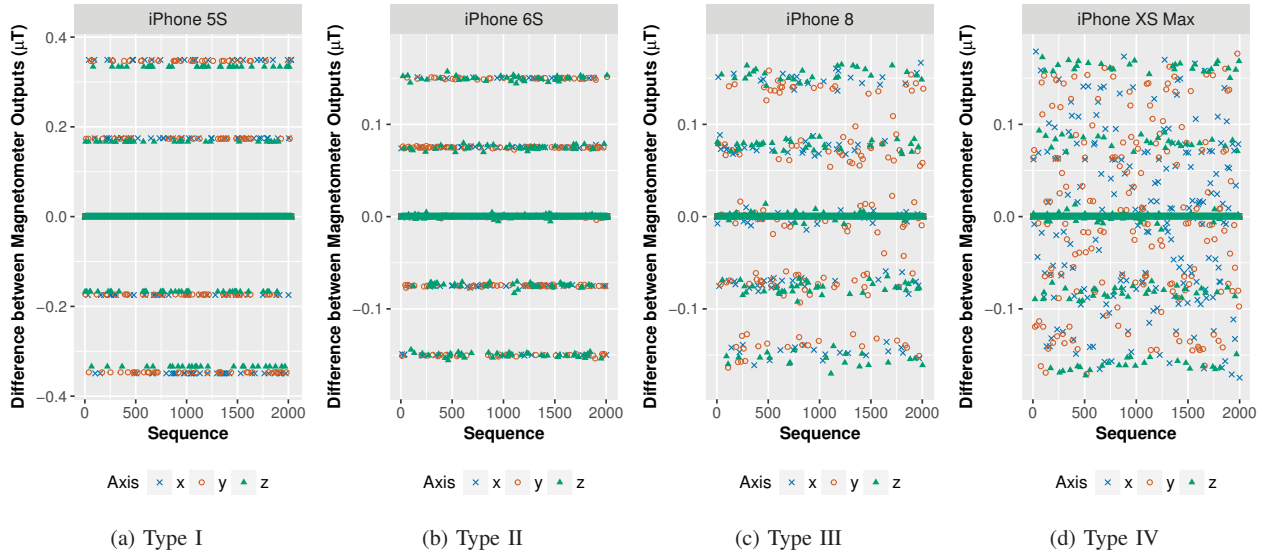 iPhone 5S
Difference between Magnetometer Outputs (μT)
0.4
0.2
0.0
−0.2
−0.4
0 500 1000 1500 2000
Sequence
Axis x y z
(a) Type I
iPhone 6S
Difference between Magnetometer Outputs (μT)
0.1
0.0
−0.1
0 500 1000 1500 2000
Sequence
Axis x y z
(b) Type II
iPhone 8
Difference between Magnetometer Outputs (μT)
0.1
0.0
−0.1
0 500 1000 1500 2000
Sequence
Axis x y z
(c) Type III
iPhone XS Max
Difference between Magnetometer Outputs (μT)
0.1
0.0
−0.1
0 500 1000 1500 2000
Sequence
Axis x y z
(d) Type IV